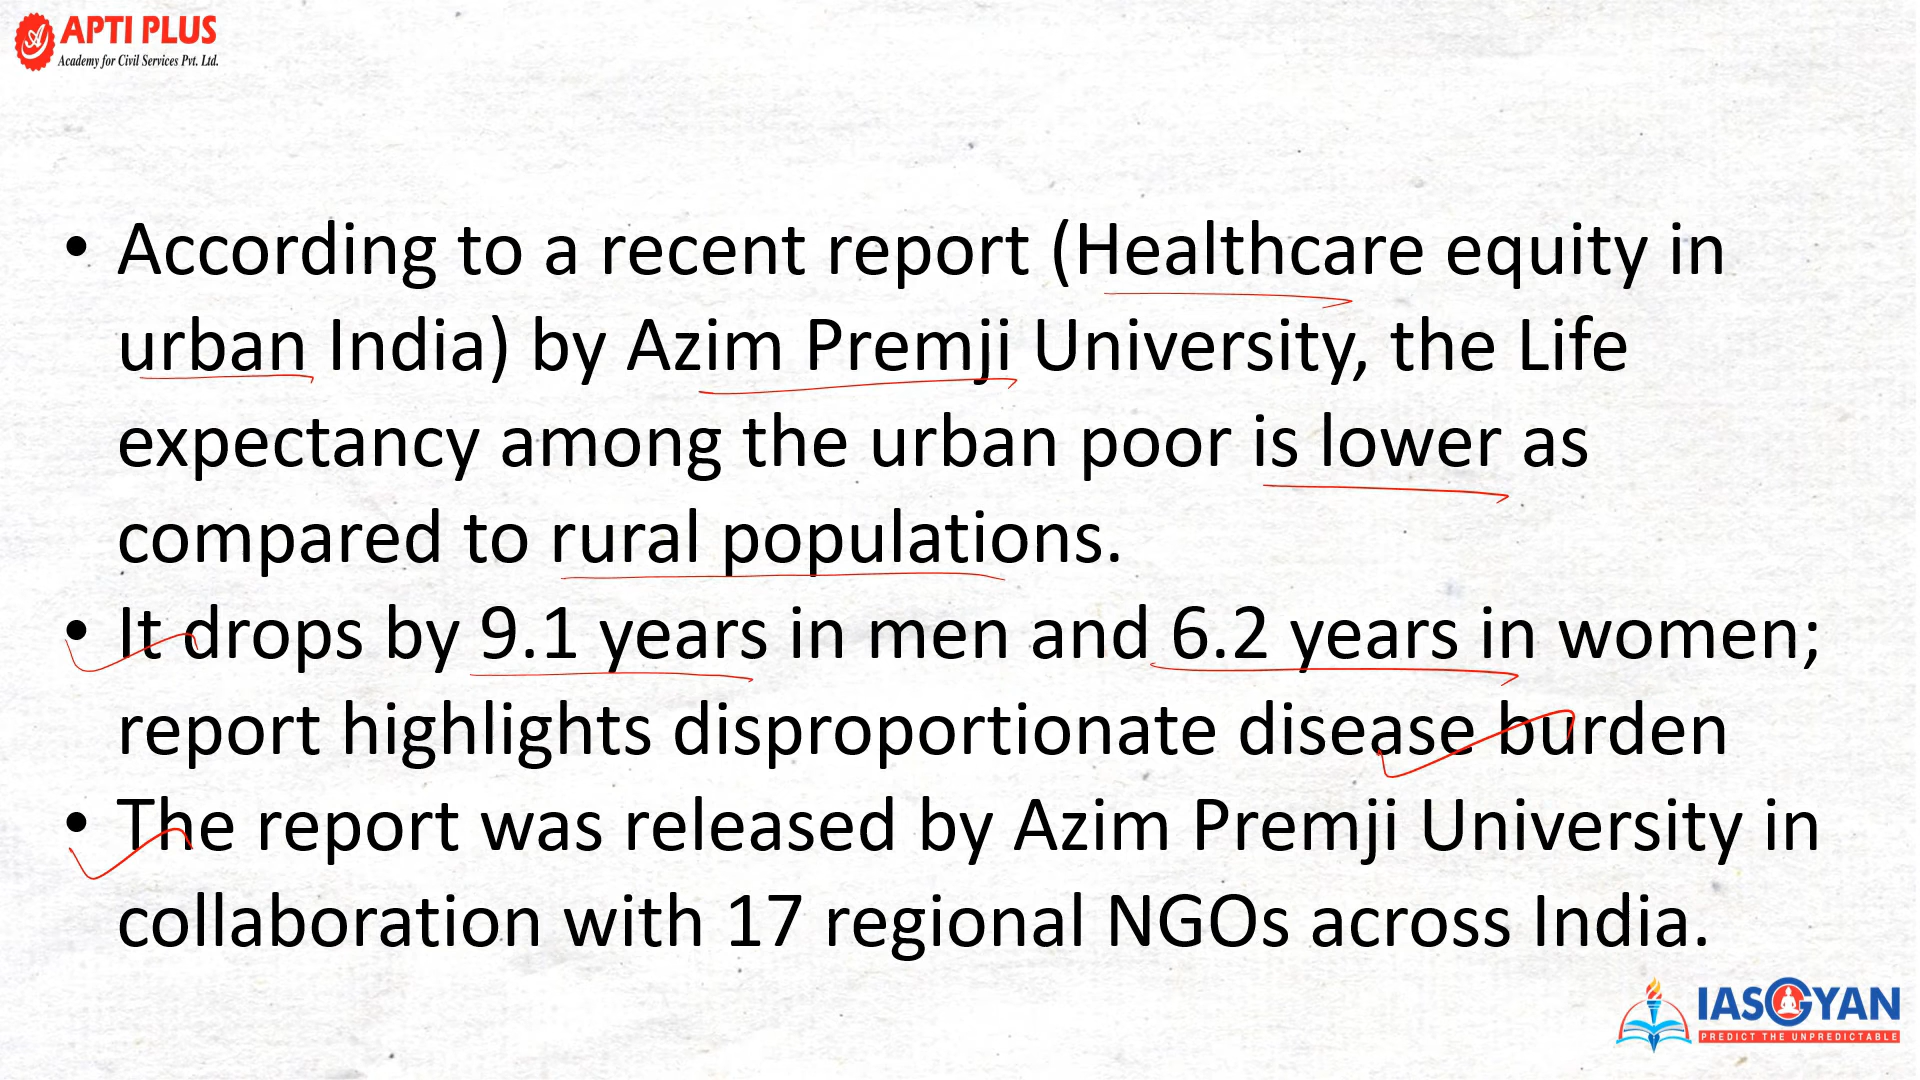 APTI PLUS
Academy for Civil Services Pvt. Ltd.
• According to a recent report (Healthcare equity in
urban India) by Azim Premji University, the Life
expectancy among the urban poor is lower as
compared to rural populations.
• It drops by 9.1 years in men and 6.2 years in women;
report highlights disproportionate disease burden
• The report was released by Azim Premji University in
collaboration with 17 regional NGOs across India.
IASGYAN
PREDICT THE UNPREDICTABLE